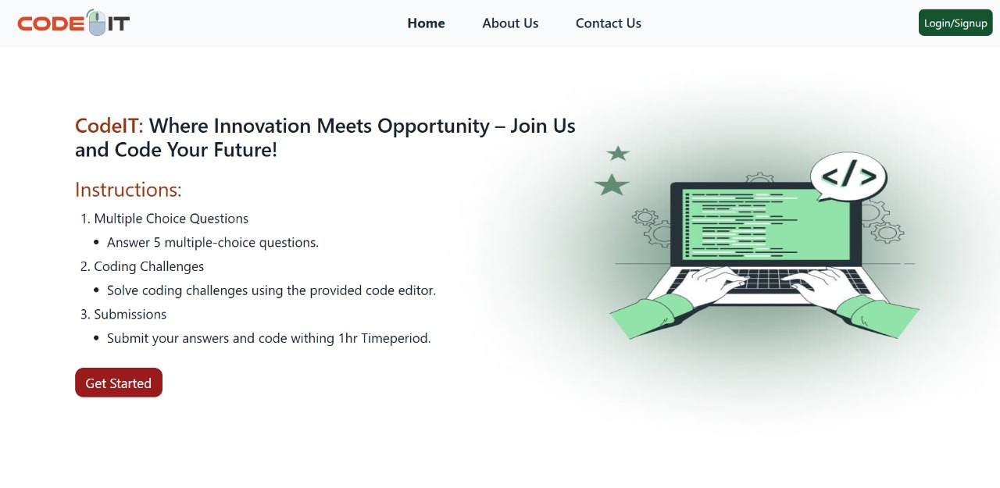 CODE IT
Home
About Us
Contact Us
Login/Signup
CodeIT: Where Innovation Meets Opportunity – Join Us
and Code Your Future!
Instructions:
1. Multiple Choice Questions
• Answer 5 multiple-choice questions.
2. Coding Challenges
• Solve coding challenges using the provided code editor.
3. Submissions
• Submit your answers and code withing 1hr Timeperiod.
Get Started
</>